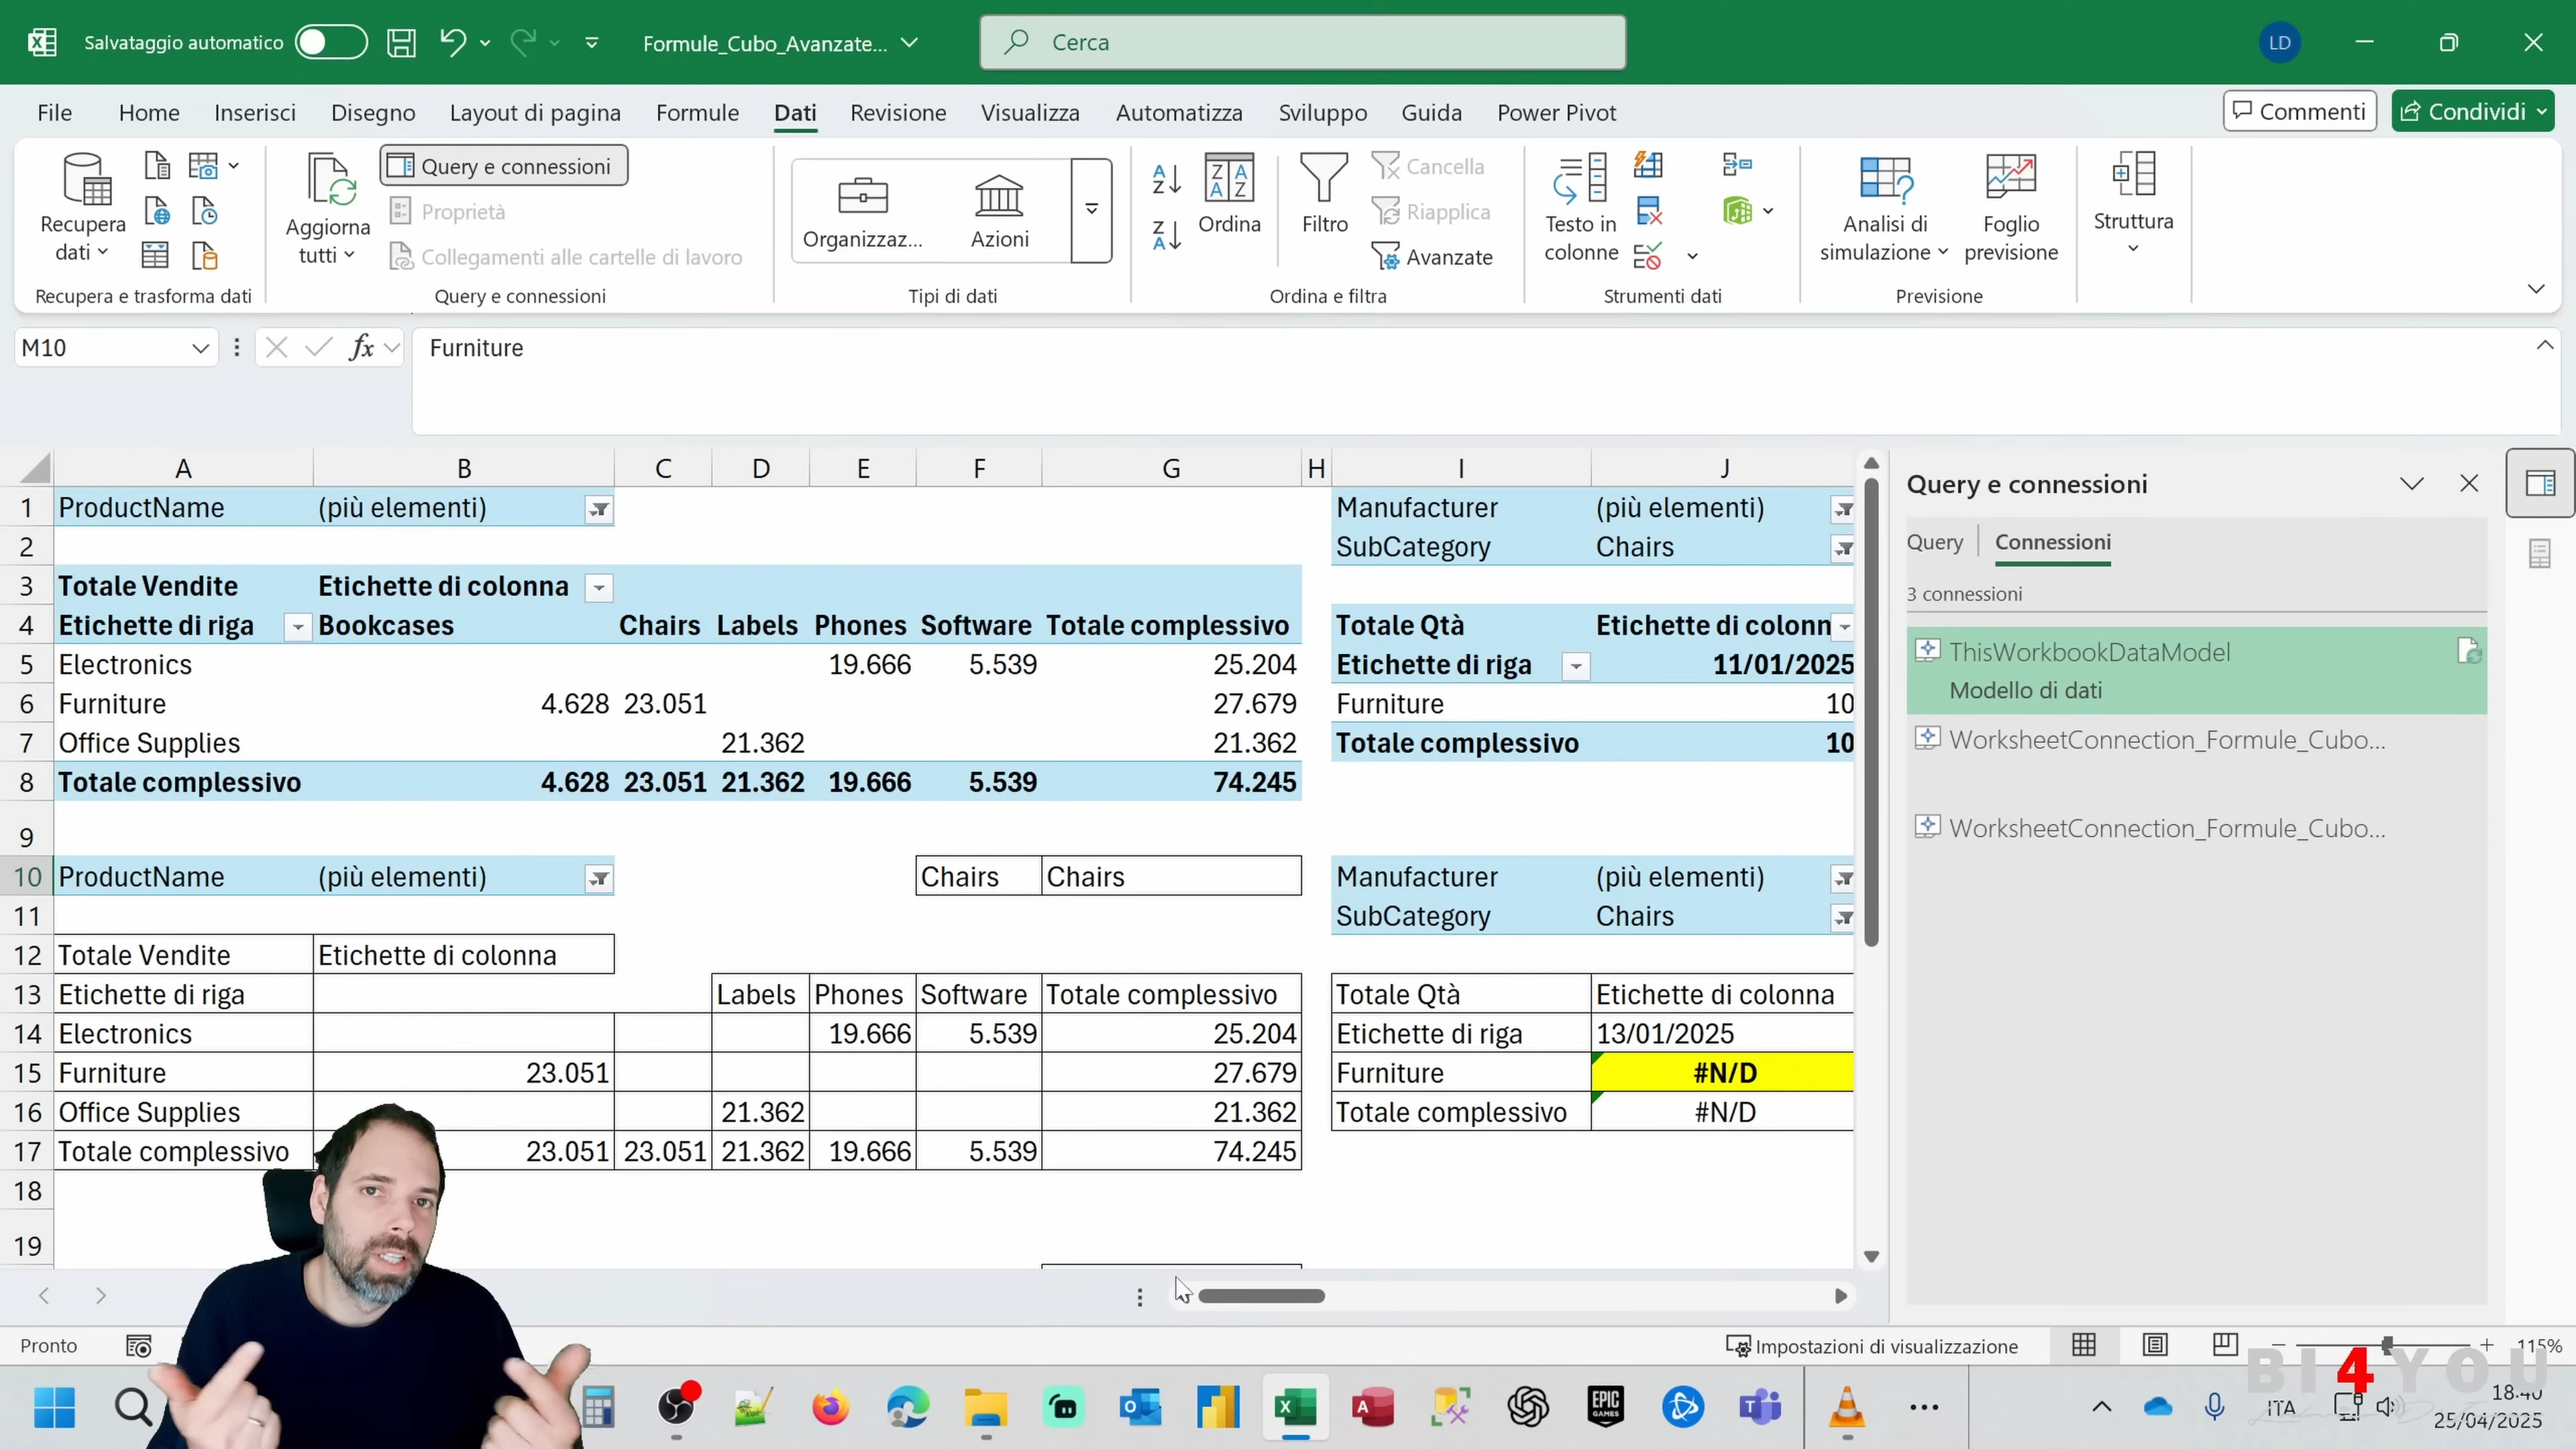 Salvataggio automatico
Formule_Cubo_Avanzate...
Cerca
LD
File Home Inserisci Disegno Layout di pagina Formule Dati Revisione Visualizza Automatizza Sviluppo Guida Power Pivot
Commenti
Condividi
Recupera dati
Recupera e trasforma dati
Aggiorna tutti
Query e connessioni
Proprietà
Collegamenti alle cartelle di lavoro
Query e connessioni
Organizzaz...
Azioni
Tipi di dati
Ordina
Filtro
Cancella
Riapplica
Avanzate
Ordina e filtra
Testo in colonne
Strumenti dati
Analisi di simulazione
Foglio previsione
Previsione
Struttura
M10
fx
Furniture
A B C D E F G H I J
1 ProductName (più elementi) Manufacturer (più elementi)
2 SubCategory Chairs
3 Totale Vendite Etichette di colonna
4 Etichette di riga Bookcases Chairs Labels Phones Software Totale complessivo Totale Qtà Etichette di colonn
5 Electronics 19.666 5.539 25.204 Etichette di riga 11/01/2025
6 Furniture 4.628 23.051 27.679 Furniture 10
7 Office Supplies 21.362 21.362 Totale complessivo 10
8 Totale complessivo 4.628 23.051 21.362 19.666 5.539 74.245
9
10 ProductName (più elementi) Chairs Chairs Manufacturer (più elementi)
11 SubCategory Chairs
12 Totale Vendite Etichette di colonna
13 Etichette di riga Labels Phones Software Totale complessivo Totale Qtà Etichette di colonna
14 Electronics 19.666 5.539 25.204 Etichette di riga 13/01/2025
15 Furniture 23.051 27.679 Furniture #N/D
16 Office Supplies 21.362 21.362 Totale complessivo #N/D
17 Totale complessivo 23.051 23.051 21.362 19.666 5.539 74.245
18
19
Query e connessioni
Query Connessioni
3 connessioni
ThisWorkbookDataModel
Modello di dati
WorksheetConnection_Formule_Cubo...
WorksheetConnection_Formule_Cubo...
Pronto
Impostazioni di visualizzazione
115%
BI4YOU
EPIC GAMES
ITA
18:40
25/04/2025